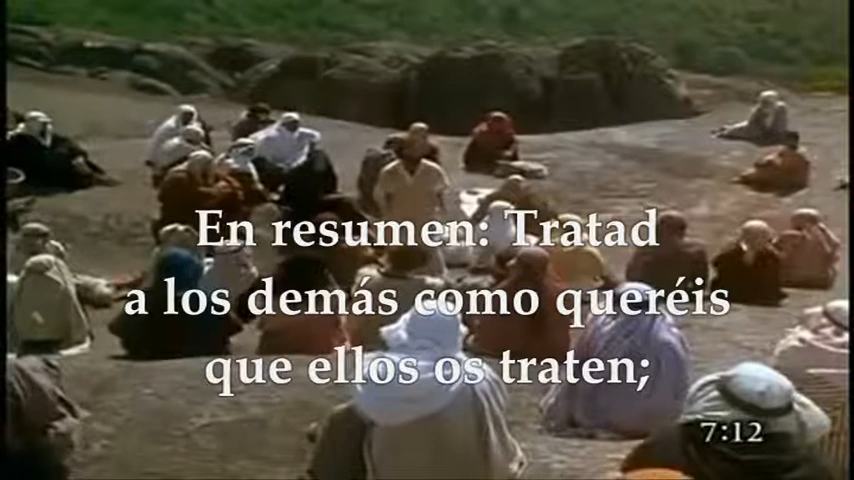 En resumen: Tratad
a los demás como queréis
que ellos os traten;
7:12